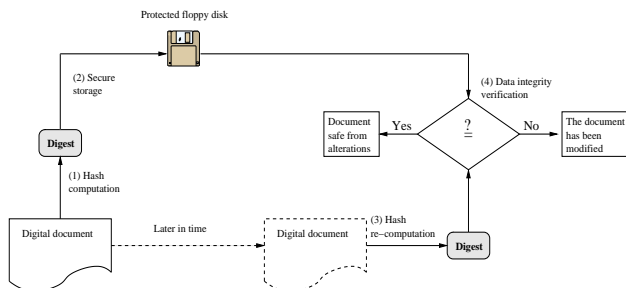 Protected floppy disk
(2) Secure
storage
(4) Data integrity
verification
Document
safe from
alterations
Yes
?
=
No
The document
has been
modified
Digest
(1) Hash
computation
Digital document
Later in time
Digital document
(3) Hash
re-computation
Digest